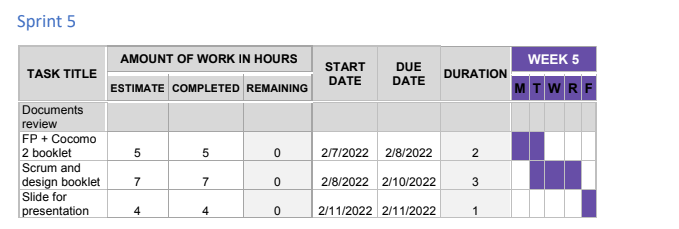 Sprint 5
TASK TITLE
AMOUNT OF WORK IN HOURS
START
DATE
DUE
DATE
DURATION
WEEK 5
ESTIMATE COMPLETED REMAINING
M T W R F
Documents
review
FP + Cocomo
2 booklet 5 5 0 2/7/2022 2/8/2022 2
Scrum and
design booklet 7 7 0 2/8/2022 2/10/2022 3
Slide for
presentation 4 4 0 2/11/2022 2/11/2022 1